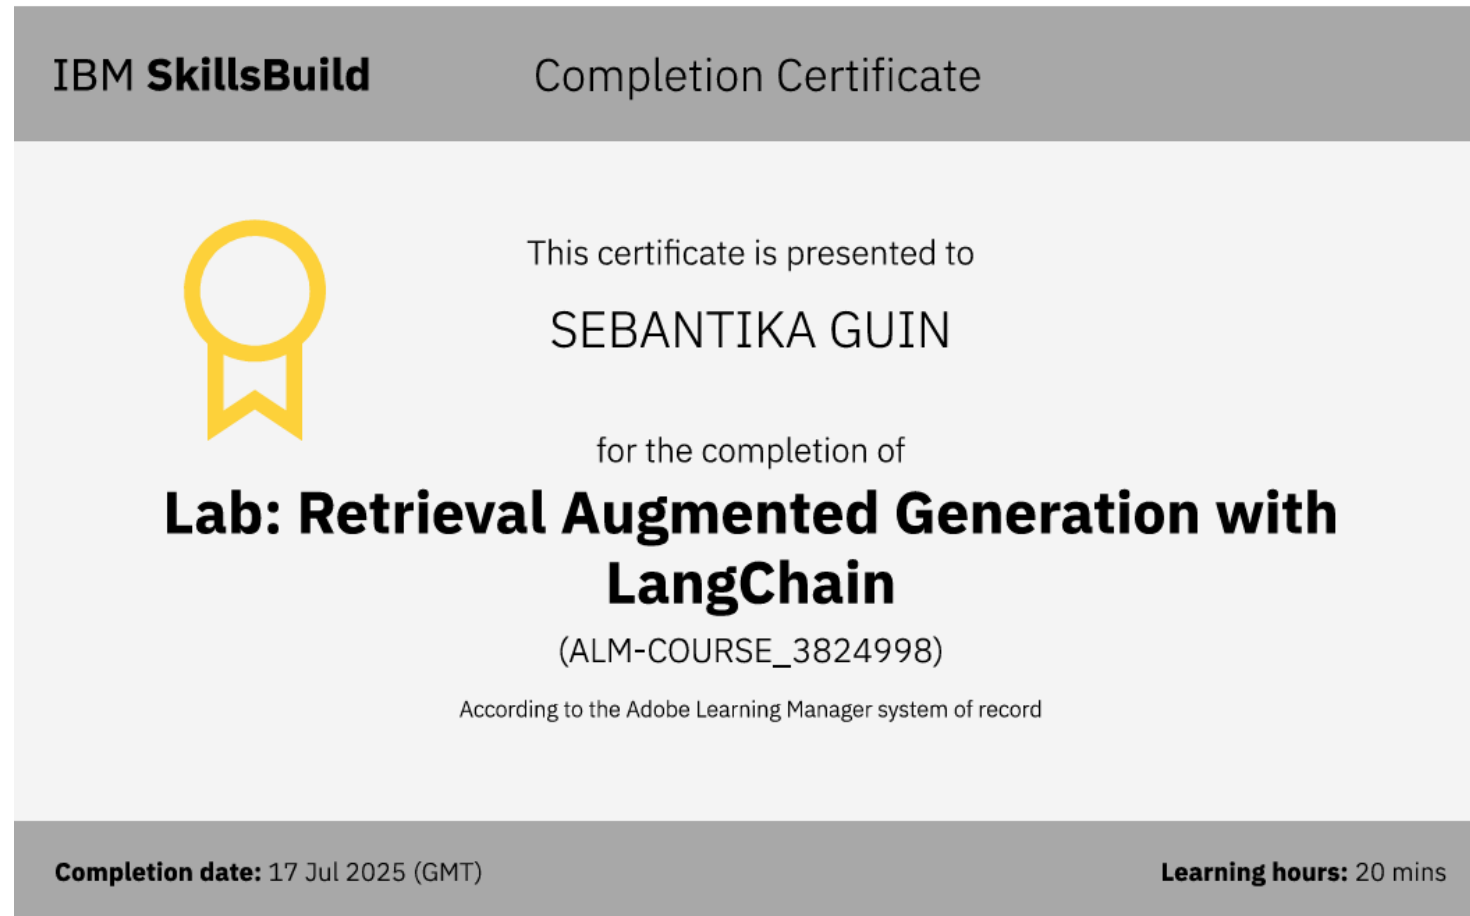 IBM SkillsBuild Completion Certificate
This certificate is presented to
SEBANTIKA GUIN
for the completion of
Lab: Retrieval Augmented Generation with
LangChain
(ALM-COURSE_3824998)
According to the Adobe Learning Manager system of record
Completion date: 17 Jul 2025 (GMT) Learning hours: 20 mins